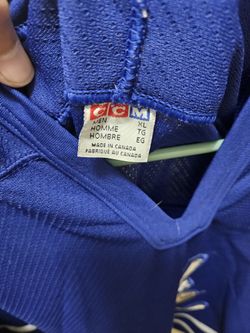 CCM
MEN XL
HOMME TG
HOMBRE EG
MADE IN CANADA
FABRIQUÉ AU CANADA